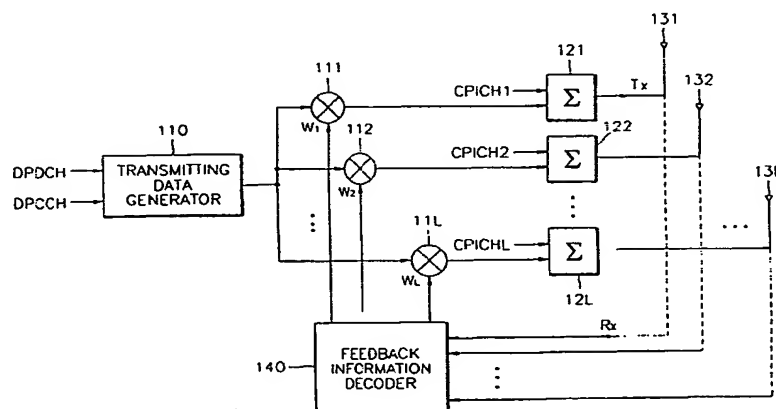 131
111
121
CPICH1
Σ
Tx
132
W1
112
110
122
CPICH2
Σ
DPDCH
TRANSMITTING
DATA
GENERATOR
DPCCH
W2
11L
CPICHL
Σ
WL
12L
Rx
140
FEEDBACK
INFORMATION
DECODER